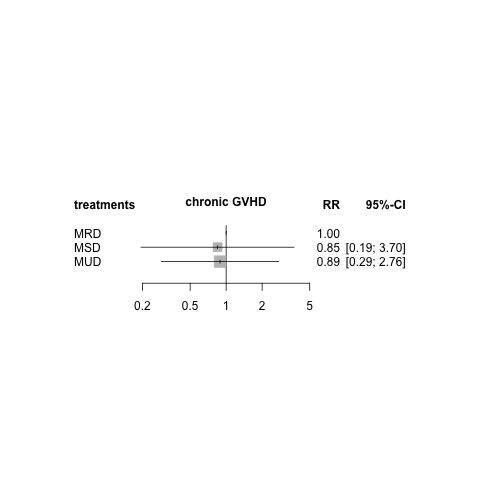 treatments chronic GVHD RR 95%-CI
MRD 1.00
MSD 0.85 [0.19; 3.70]
MUD 0.89 [0.29; 2.76]
0.2 0.5 1 2 5